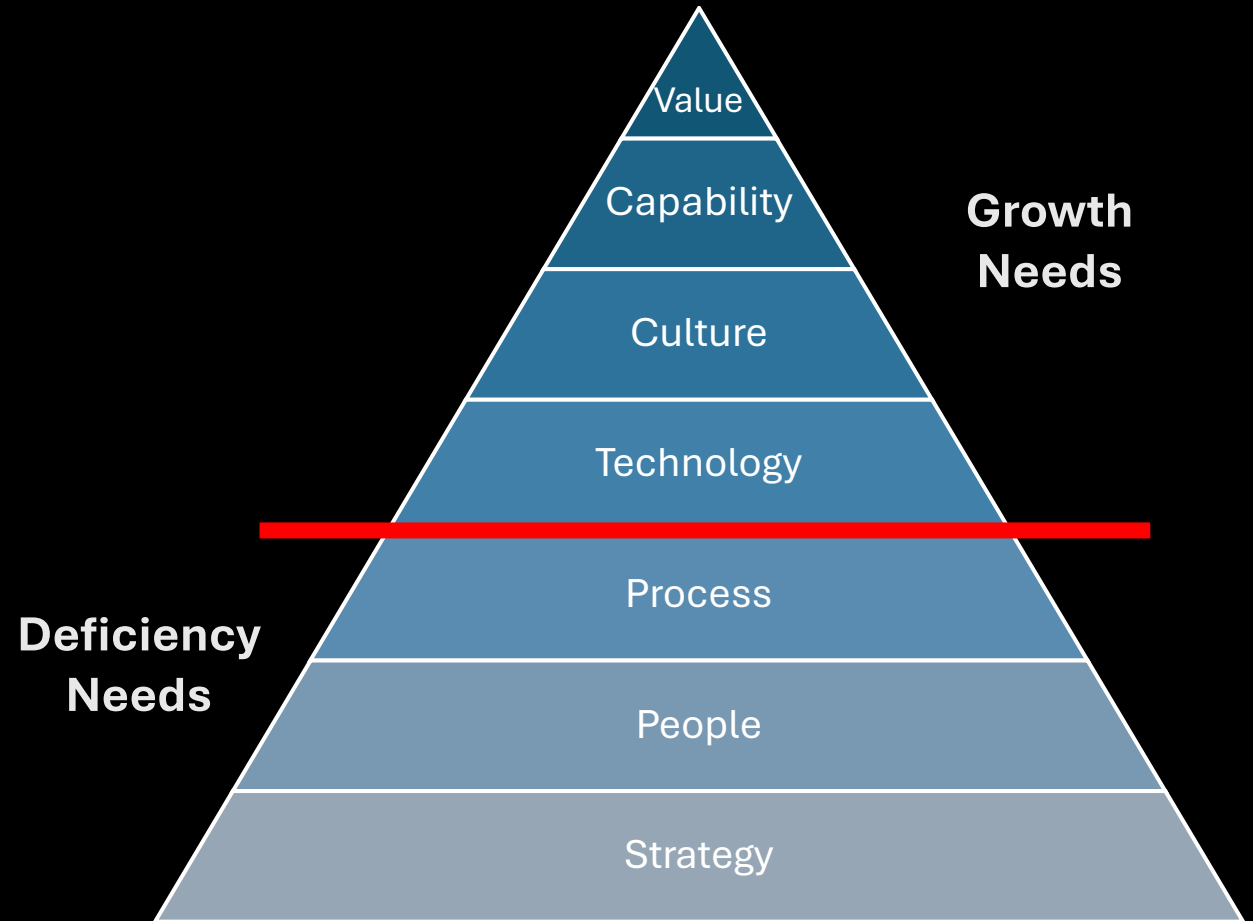 Value
Capability
Growth
Needs
Culture
Technology
Process
Deficiency
Needs
People
Strategy